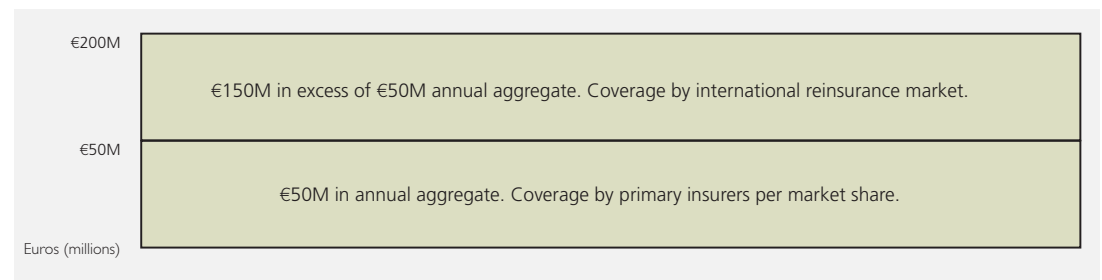 €200M
€150M in excess of €50M annual aggregate. Coverage by international reinsurance market.
€50M
€50M in annual aggregate. Coverage by primary insurers per market share.
Euros (millions)